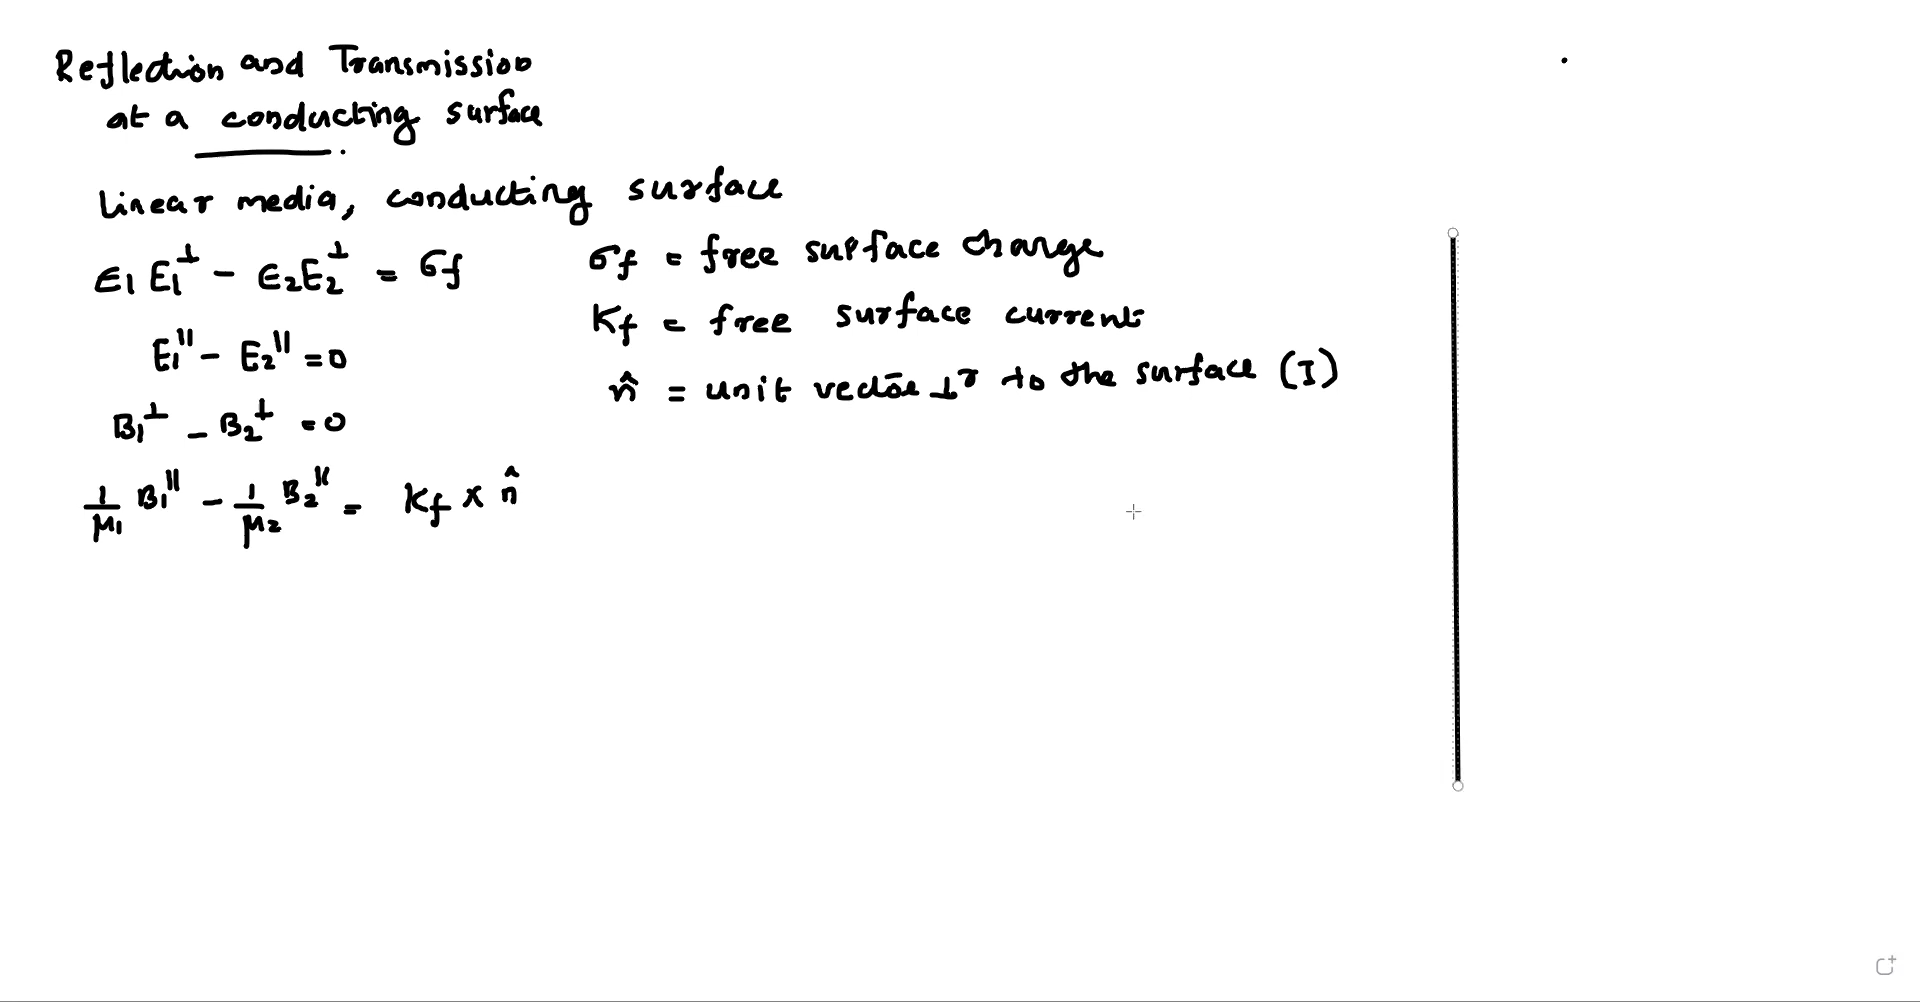 Reflection and Transmission
at a conducting surface
Linear media, conducting surface
ϵ₁ E₁^⊥ - ϵ₂ E₂^⊥ = σf
E₁^∥ - E₂^∥ = 0
B₁^⊥ - B₂^⊥ = 0
1/μ₁ B₁^∥ - 1/μ₂ B₂^∥ = Kf × n̂
σf = free surface charge
Kf = free surface current
n̂ = unit vector ⊥r to the surface (I)